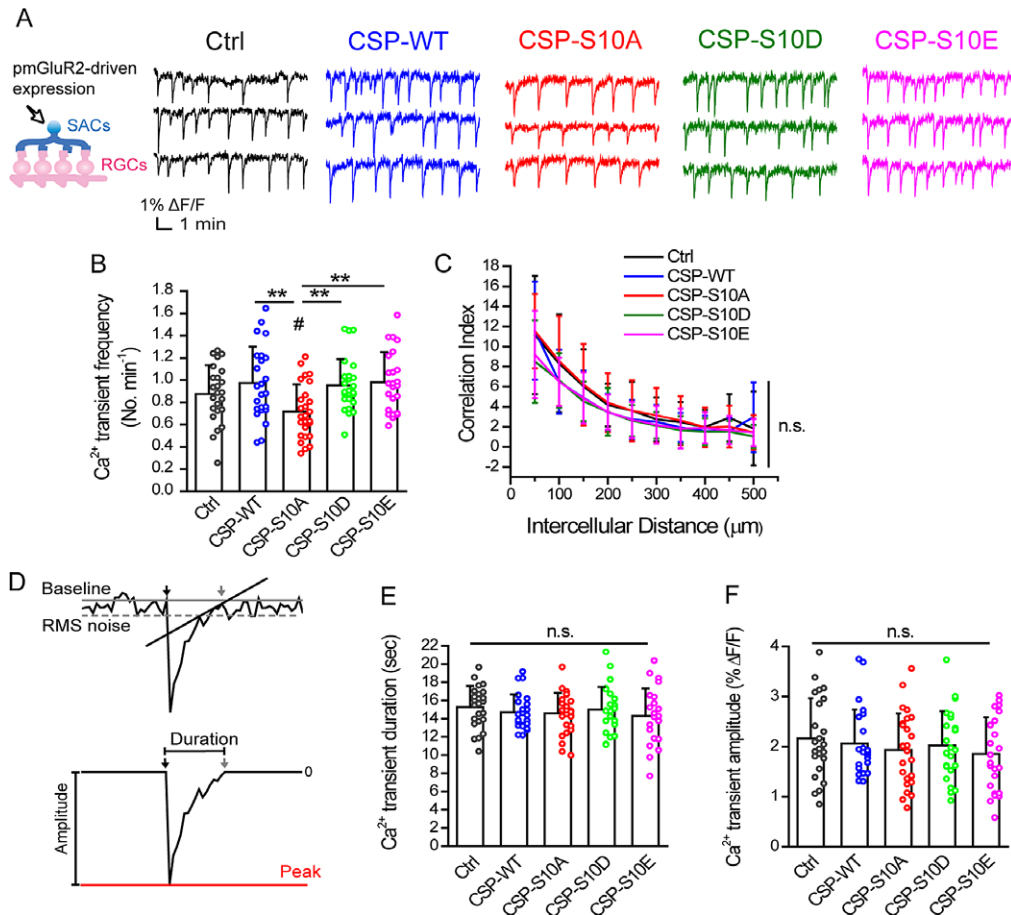 A
Ctrl
CSP-WT
CSP-S10A
CSP-S10D
CSP-S10E
pmGluR2-driven
expression
SACs
RGCs
1% ΔF/F
1 min
B
Ca²⁺ transient frequency
(No. min⁻¹)
1.8
1.6
1.4
1.2
1.0
0.8
0.6
0.4
0.2
0.0
**
** **
#
Ctrl
CSP-WT
CSP-S10A
CSP-S10D
CSP-S10E
C
Correlation Index
18
16
14
12
10
8
6
4
2
0
-2
Ctrl
CSP-WT
CSP-S10A
CSP-S10D
CSP-S10E
n.s.
0 100 200 300 400 500
Intercellular Distance (μm)
D
Baseline
RMS noise
Duration
0
Amplitude
Peak
E
Ca²⁺ transient duration (sec)
22
20
18
16
14
12
10
8
6
4
2
0
n.s.
Ctrl
CSP-WT
CSP-S10A
CSP-S10D
CSP-S10E
F
Ca²⁺ transient amplitude (% ΔF/F)
4
3
2
1
0
n.s.
Ctrl
CSP-WT
CSP-S10A
CSP-S10D
CSP-S10E